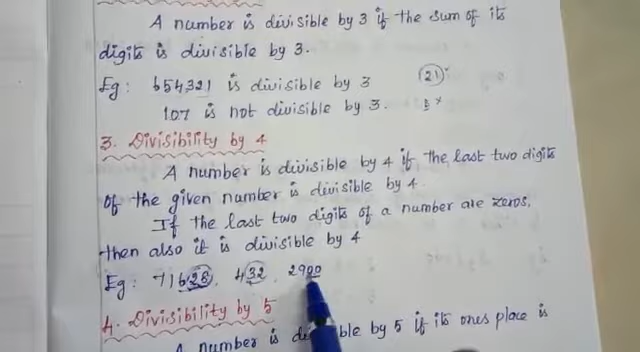 A number is divisible by 3 if the sum of its
digits is divisible by 3.
Eg: 654321 is divisible by 3 (21)
107 is not divisible by 3. 8 ×
3. Divisibility by 4
A number is divisible by 4 if the last two digits
of the given number is divisible by 4.
If the last two digits of a number are zeros,
then also it is divisible by 4
Eg: 71628, 432, 2900
4. Divisibility by 5
A number is divisible by 5 if its ones place is